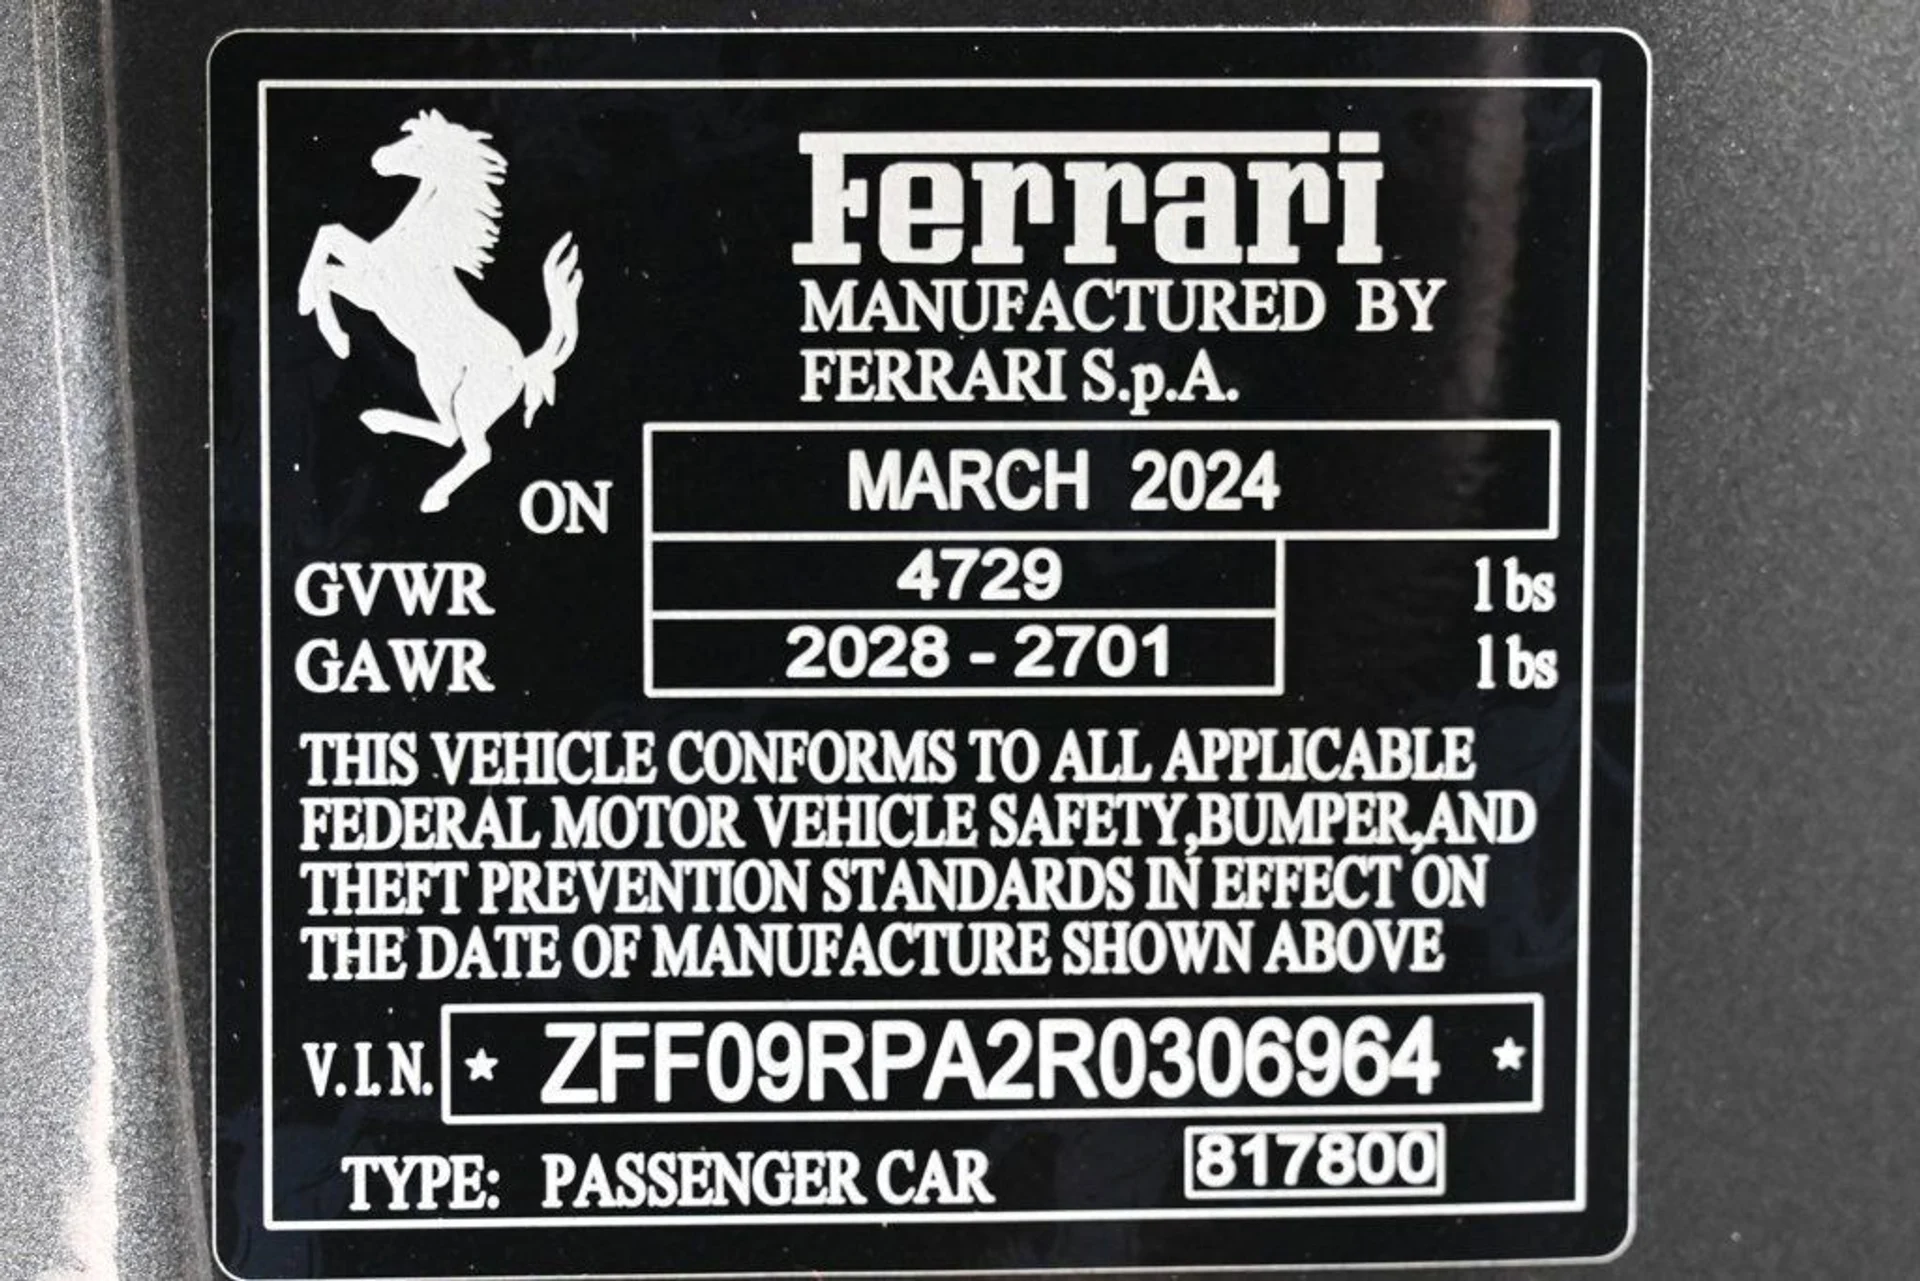 Ferrari
MANUFACTURED BY
FERRARI S.p.A.
ON MARCH 2024
GVWR 4729 lbs
GAWR 2028 - 2701 lbs
THIS VEHICLE CONFORMS TO ALL APPLICABLE
FEDERAL MOTOR VEHICLE SAFETY,BUMPER,AND
THEFT PREVENTION STANDARDS IN EFFECT ON
THE DATE OF MANUFACTURE SHOWN ABOVE
V.I.N. ★ ZFF09RPA2R0306964 ★
TYPE: PASSENGER CAR 817800